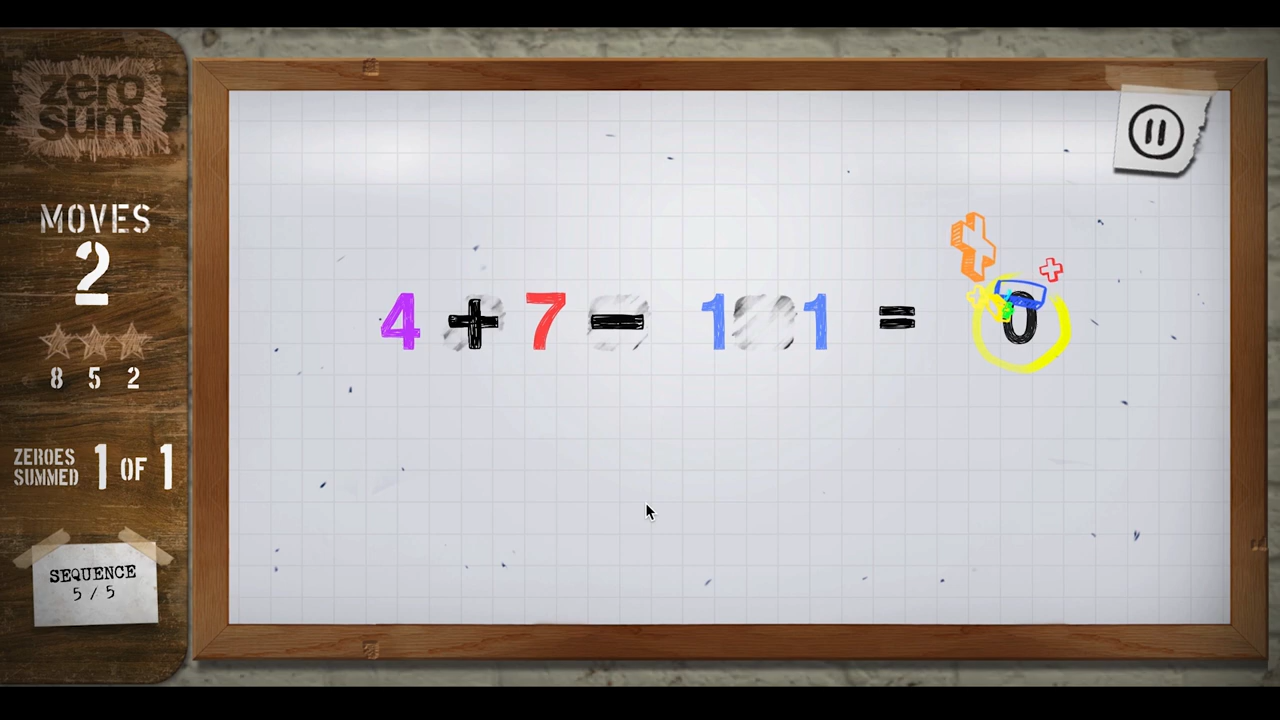 zero
sum
MOVES
2
8 5 2
ZEROES
SUMMED 1 OF 1
SEQUENCE
5 / 5
4 + 7 - 1 1 = 0